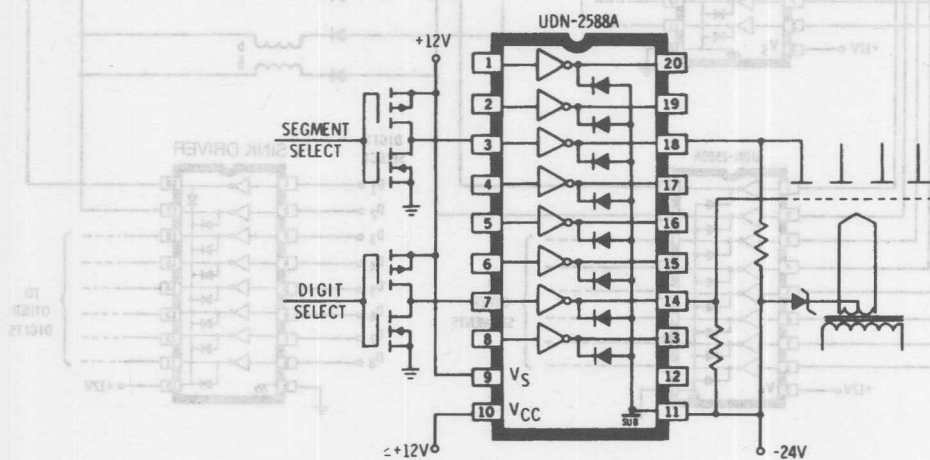 UDN-2588A
+12V
1
20
2
19
SEGMENT
SELECT
3
18
4
17
5
16
6
15
DIGIT
SELECT
7
14
8
13
9
VS
12
10
VCC
11
SUB
≤+12V
-24V